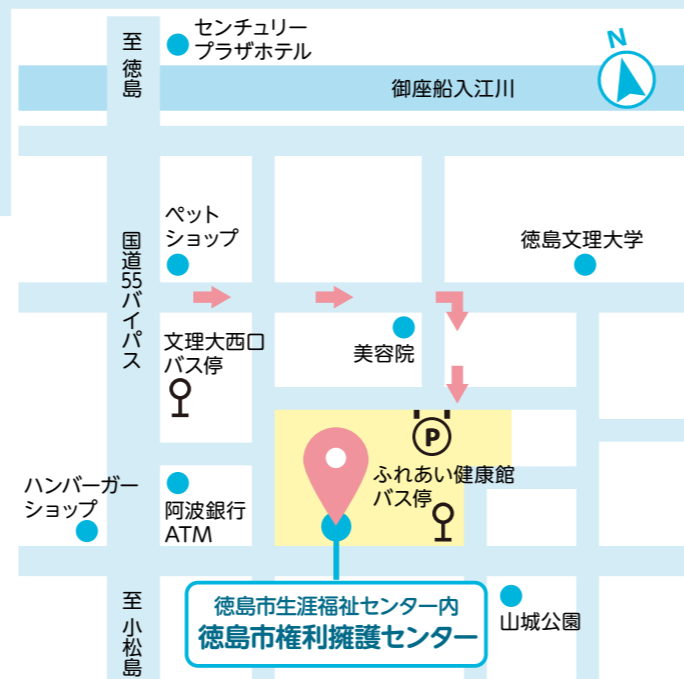 至 徳島
センチュリー
プラザホテル
N
御座船入江川
国道55バイパス
ペット
ショップ
徳島文理大学
文理大西口
バス停
美容院
P
ふれあい健康館
バス停
ハンバーガー
ショップ
阿波銀行
ATM
至 小松島
徳島市生涯福祉センター内
徳島市権利擁護センター
山城公園